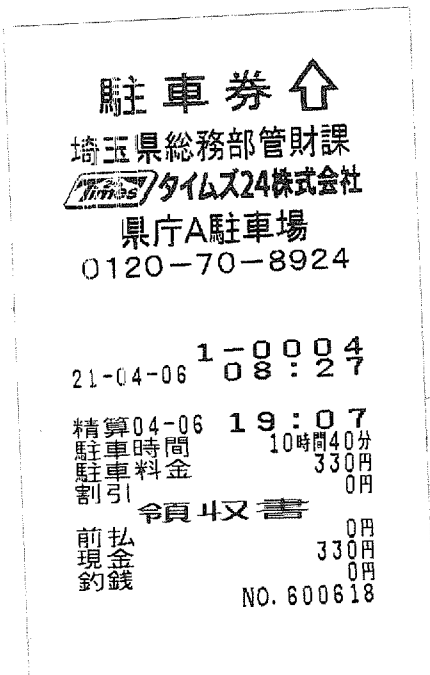 駐車券⇧
埼玉県総務部管財課
Times/タイムズ24株式会社
県庁A駐車場
0120-70-8924
1-0004
21-04-06 08:27
精算04-06 19:07
駐車時間 10時間40分
駐車料金 330円
割引 0円
領収書
前払 0円
現金 330円
釣銭 0円
NO.600618